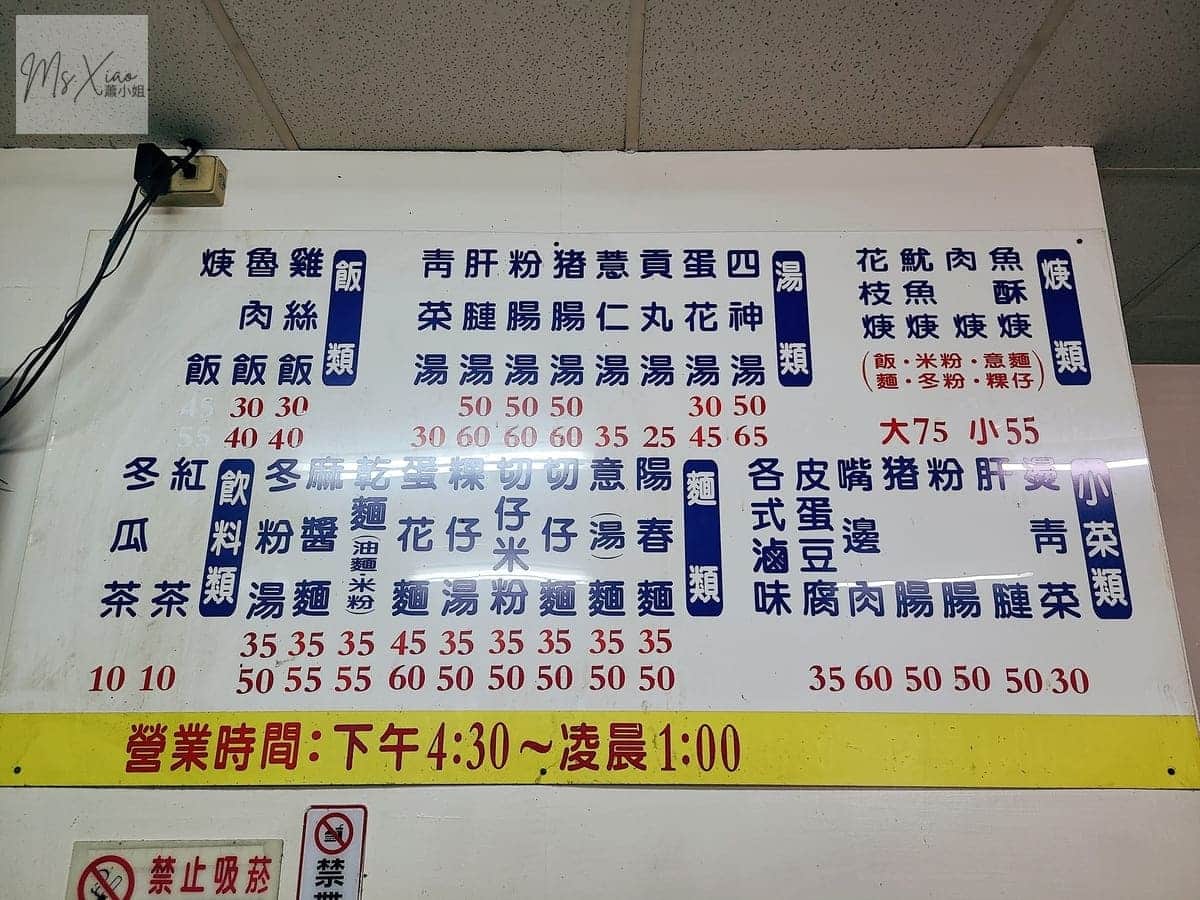 Ms.Xiao
蕭小姐
焿類
魚酥焿
肉焿
魷魚焿
花枝焿
(飯・米粉・意麵
麵・冬粉・粿仔)
大75 小55
湯類
四神湯 50 65
蛋花湯 30 45
貢丸湯 25
薏仁湯 35
猪腸湯 50 60
粉腸湯 50 60
肝腱湯 50 60
青菜湯 30
飯類
雞絲飯 30 40
魯肉飯 30 40
焿飯 45 55
小菜類
燙青菜 30
肝腱 50
粉腸 50
猪腸 50
嘴邊肉 60
皮蛋豆腐 35
各式滷味
麵類
陽春麵 35 50
意(湯)麵 35 50
切仔麵 35 50
切仔米粉 35 50
粿仔湯 35 50
蛋花麵 45 60
乾麵(油麵・米粉) 35 55
麻醬麵 35 55
冬粉湯 35 50
飲料類
紅茶 10
冬瓜茶 10
營業時間：下午4:30～凌晨1:00
禁止吸菸
禁